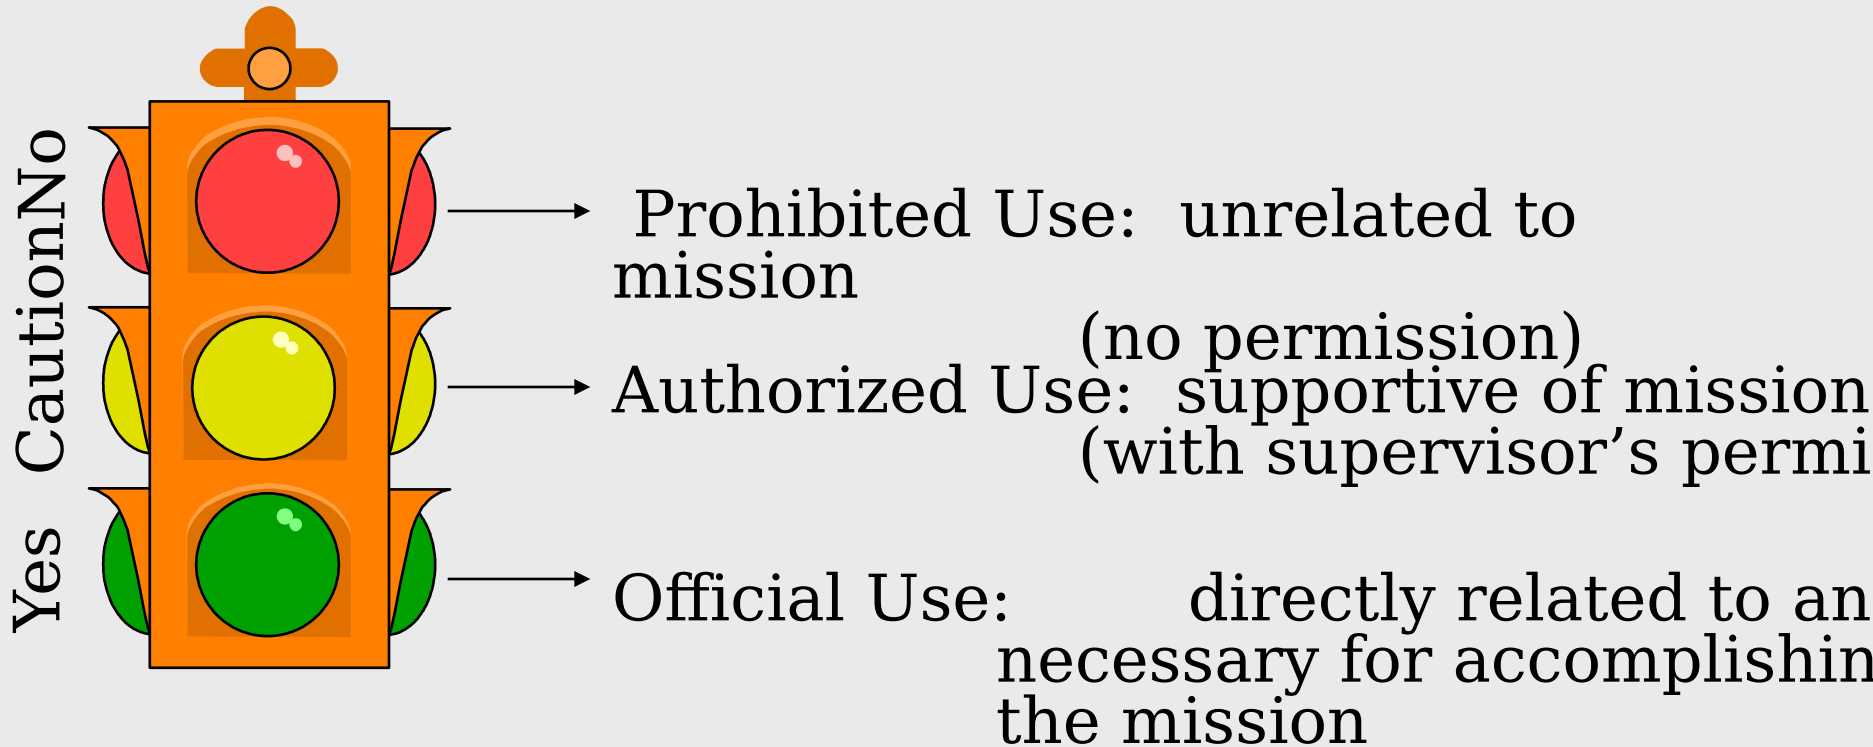 No
Caution
Yes
Prohibited Use: unrelated to
mission
(no permission)
Authorized Use: supportive of mission
(with supervisor’s permi
Official Use: directly related to an
necessary for accomplishin
the mission